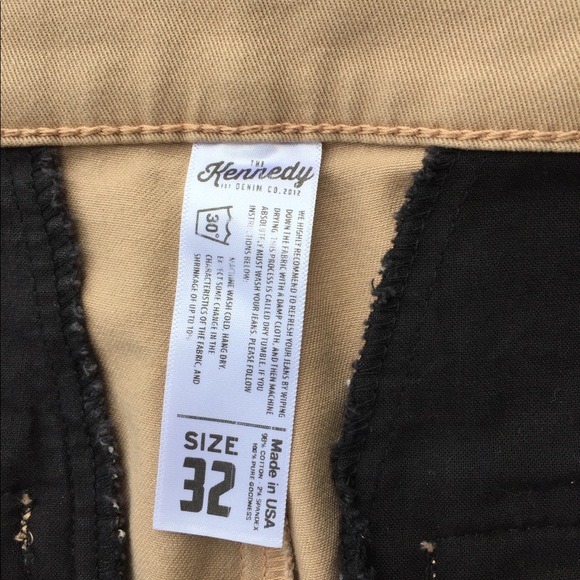 THE
Kennedy
EST DENIM CO. 2012
WE HIGHLY RECOMMEND TO REFRESH YOUR JEANS BY WIPING
DOWN THE FABRIC WITH A DAMP CLOTH, AND THEN MACHINE
DRYING. THIS PROCESS IS CALLED DRY TUMBLE. IF YOU
ABSOLUTELY MUST WASH YOUR JEANS, PLEASE FOLLOW
INSTRUCTIONS BELOW:
30°
MACHINE WASH COLD. HANG DRY.
EXPECT SOME CHANGE IN THE
CHARACTERISTICS OF THE FABRIC, AND
SHRINKAGE OF UP TO 10%
SIZE
32
Made in USA
98% COTTON 2% SPANDEX
100% PURE GOODNESS